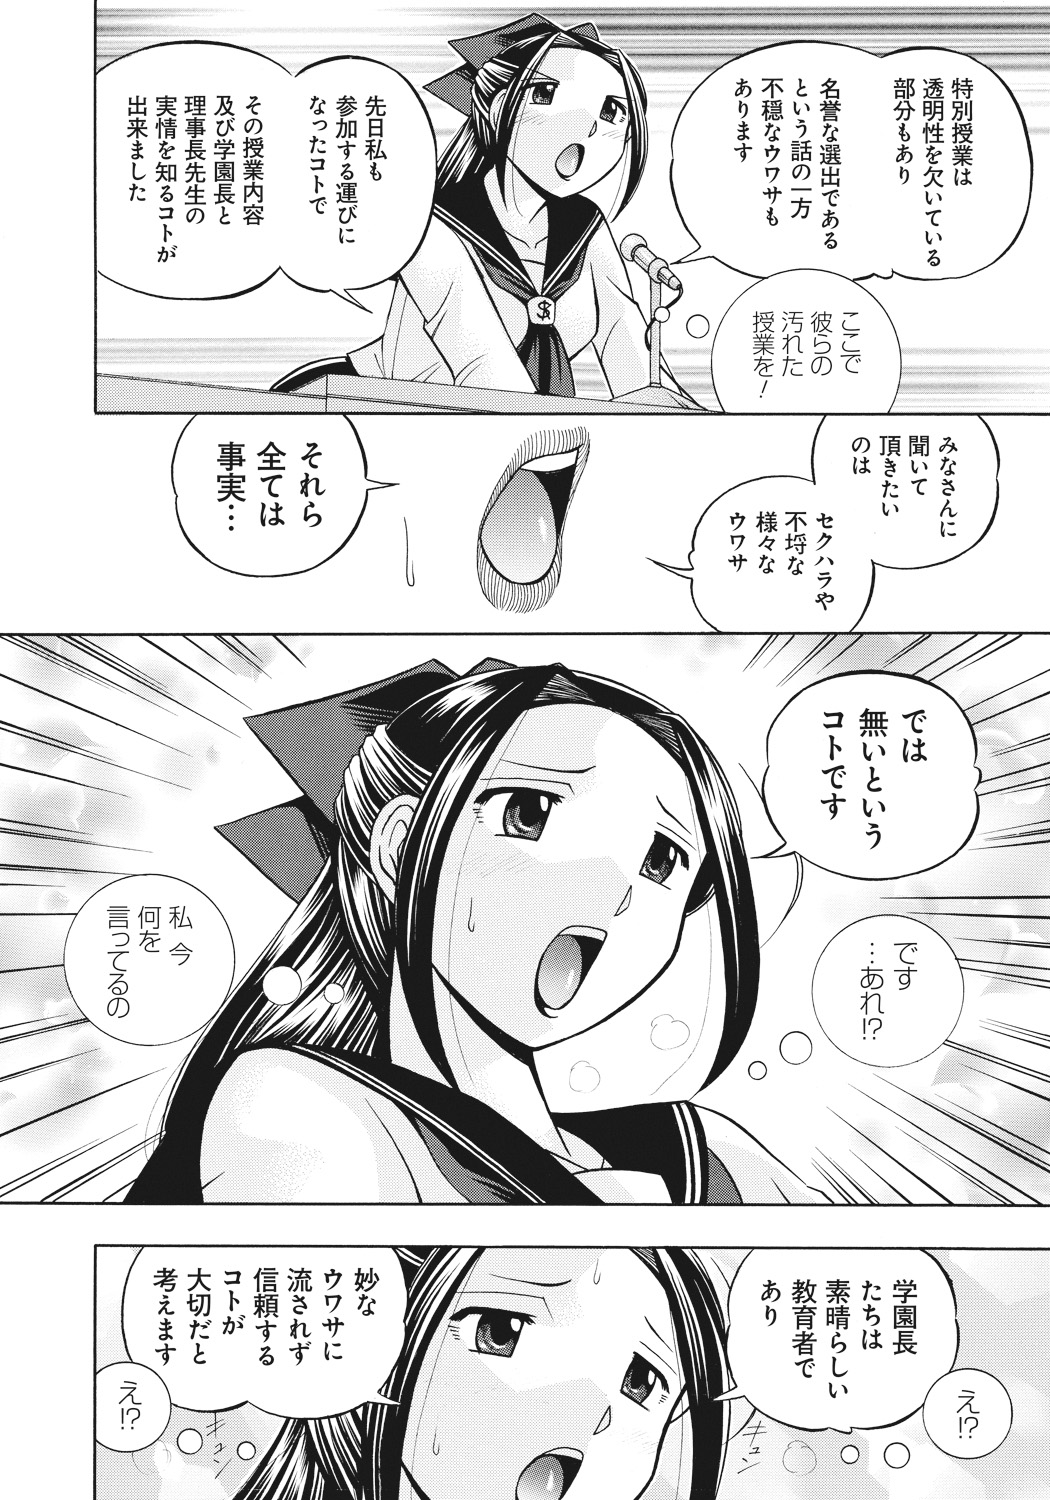 特別授業は
透明性を欠いている
部分もあり
名誉な選出である
という話の一方
不穏なウワサも
あります
先日私も
参加する運びに
なったコトで
その授業内容
及び学園長と
理事長先生の
実情を知るコトが
出来ました
ここで
彼らの
汚れた
授業を!
みなさんに
聞いて
頂きたい
のは
セクハラや
不埒な
様々な
ウワサ
それら
全ては
事実…
では
無いという
コトです
です
…あれ!?
私 今
何を
言ってるの
学園長
たちは
素晴らしい
教育者で
あり
え!?
キュン
妙な
ウワサに
流されず
信頼する
コトが
大切だと
考えます
え!?
キュン